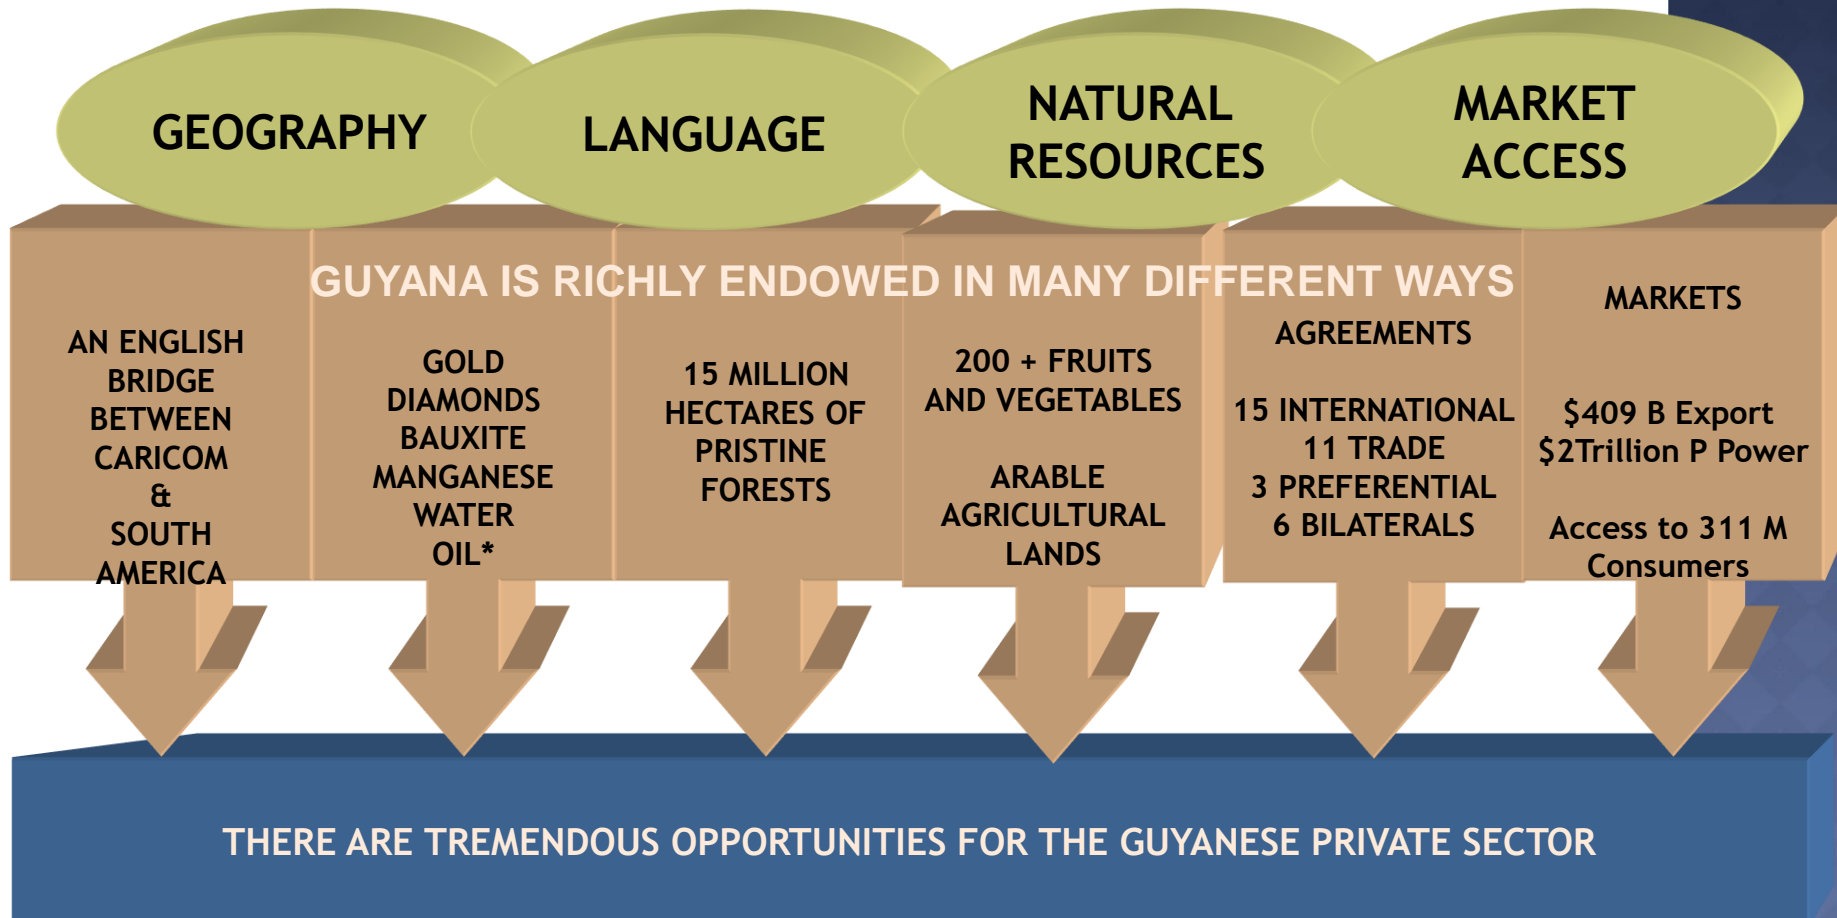 GEOGRAPHY
LANGUAGE
NATURAL
RESOURCES
MARKET
ACCESS
GUYANA IS RICHLY ENDOWED IN MANY DIFFERENT WAYS
AN ENGLISH
BRIDGE
BETWEEN
CARICOM
&
SOUTH
AMERICA
GOLD
DIAMONDS
BAUXITE
MANGANESE
WATER
OIL*
15 MILLION
HECTARES OF
PRISTINE
FORESTS
200 + FRUITS
AND VEGETABLES
ARABLE
AGRICULTURAL
LANDS
AGREEMENTS
15 INTERNATIONAL
11 TRADE
3 PREFERENTIAL
6 BILATERALS
MARKETS
$409 B Export
$2Trillion P Power
Access to 311 M
Consumers
THERE ARE TREMENDOUS OPPORTUNITIES FOR THE GUYANESE PRIVATE SECTOR